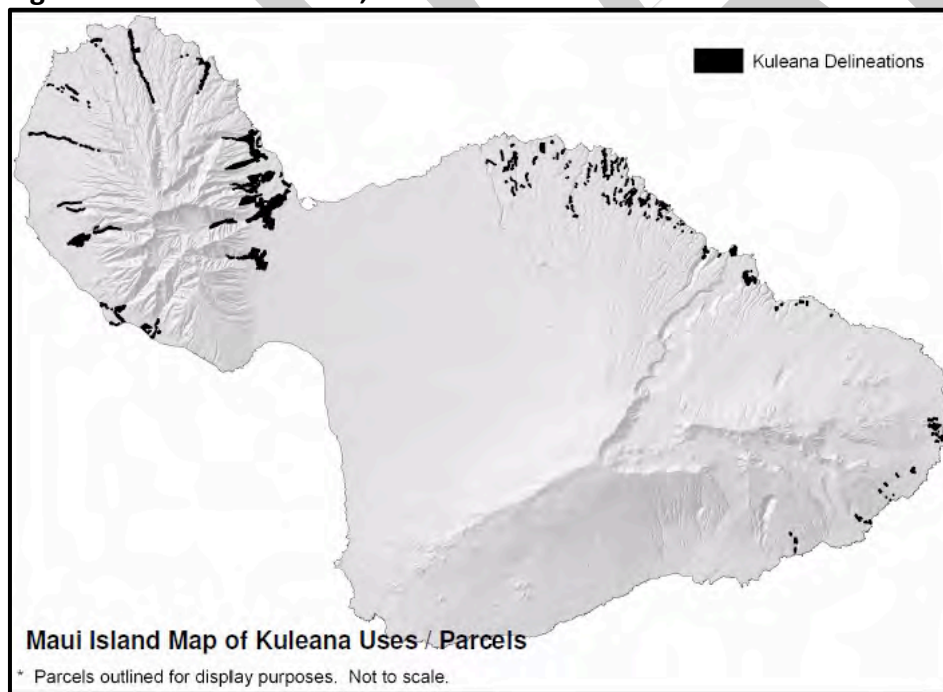 Kuleana Delineations
Maui Island Map of Kuleana Uses / Parcels
* Parcels outlined for display purposes. Not to scale.